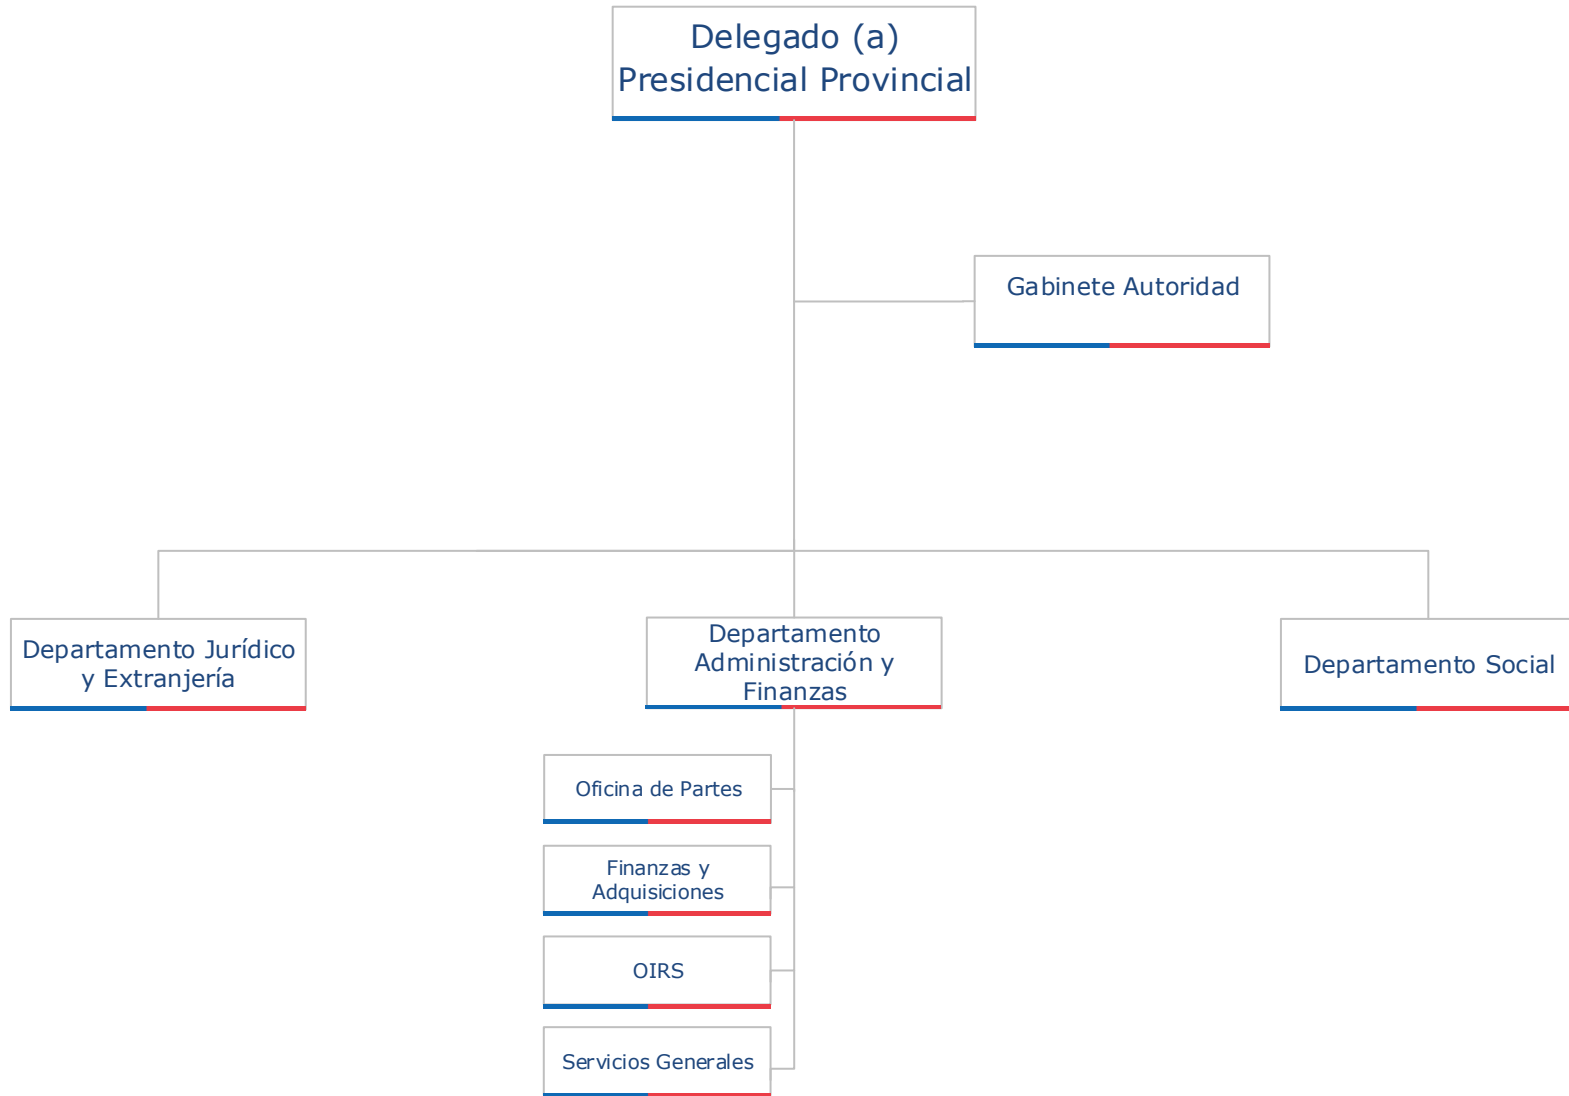 Delegado (a)
Presidencial Provincial
Gabinete Autoridad
Departamento Jurídico
y Extranjería
Departamento
Administración y
Finanzas
Departamento Social
Oficina de Partes
Finanzas y
Adquisiciones
OIRS
Servicios Generales